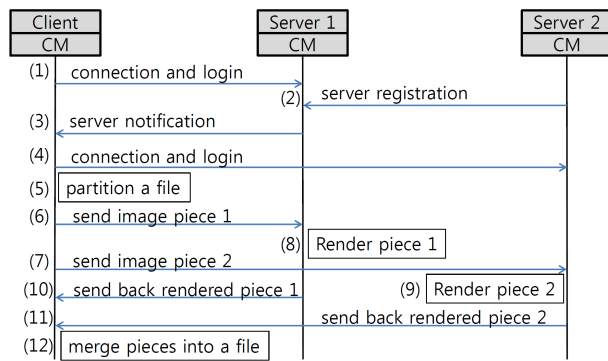 Client Server 1 Server 2
CM CM CM
(1) connection and login
(2) server registration
(3) server notification
(4) connection and login
(5) partition a file
(6) send image piece 1
(8) Render piece 1
(7) send image piece 2
(10) send back rendered piece 1 (9) Render piece 2
(11) send back rendered piece 2
(12) merge pieces into a file